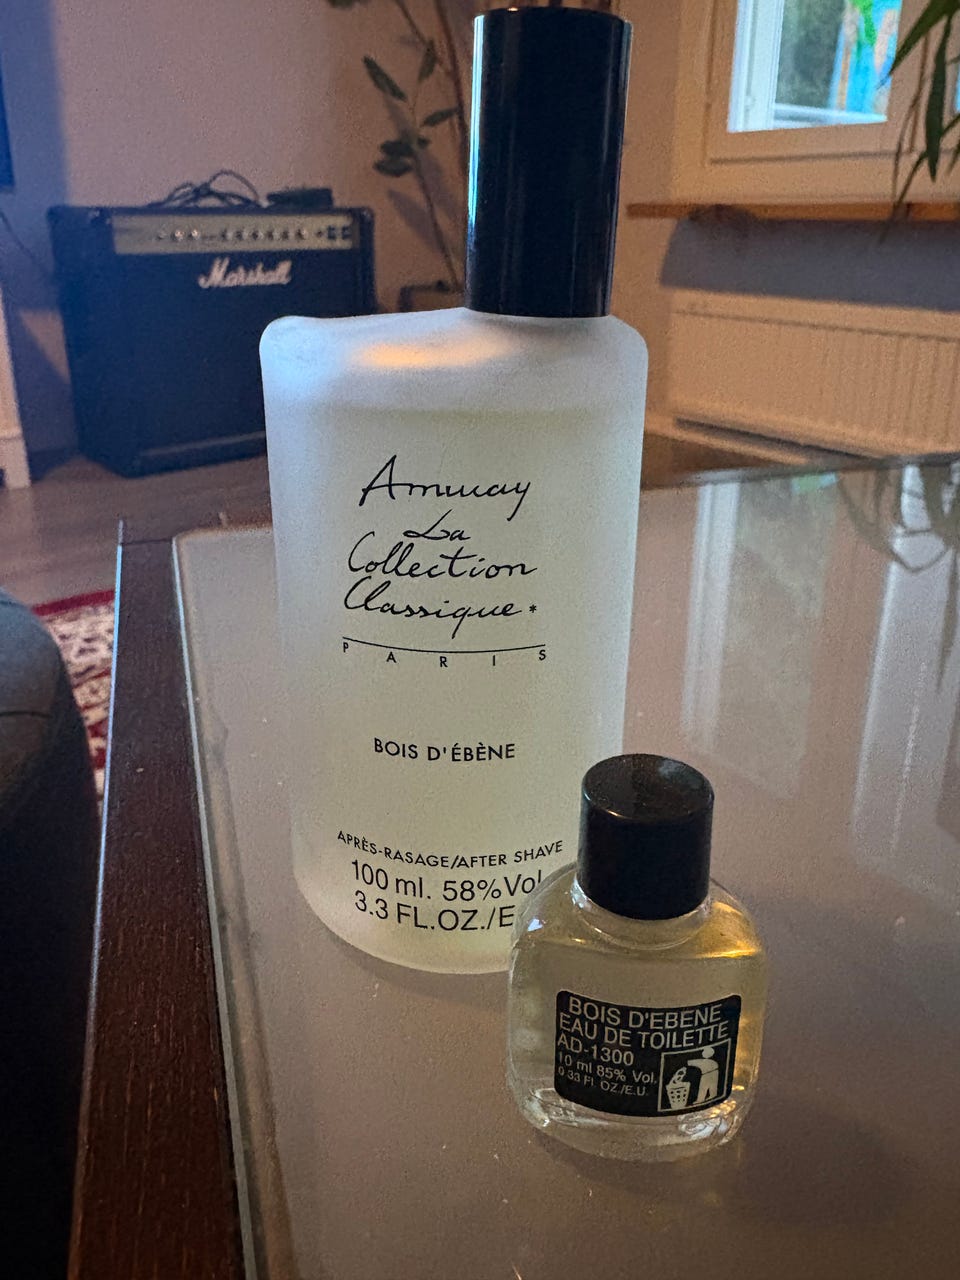 Marshall
Amway
La
Collection
Classique*
PARIS
BOIS D'ÉBÈNE
APRÈS-RASAGE/AFTER SHAVE
100 ml. 58%Vol
3.3 FL.OZ./E
BOIS D'EBENE
EAU DE TOILETTE
AD-1300
10 ml 85% Vol.
0.33 Fl. OZ./E.U.